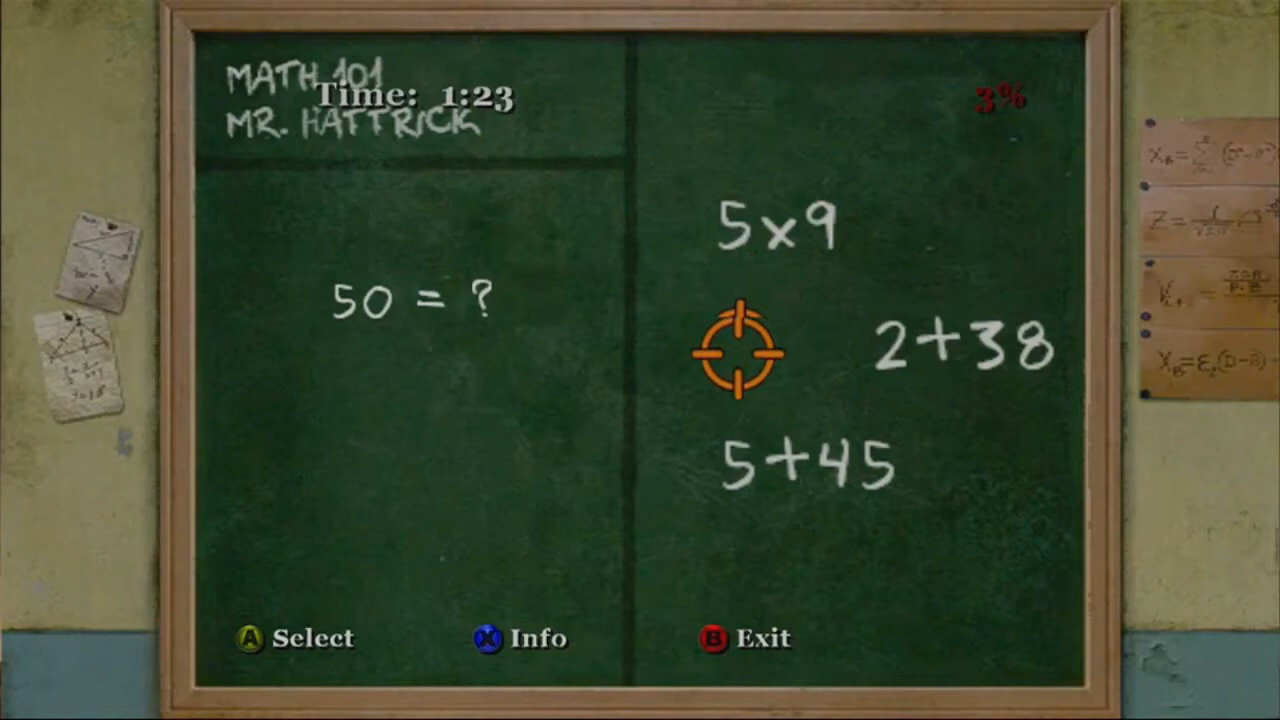 MATH 101
Time: 1:23
MR. HATTRICK
3%
50 = ?
5x9
2+38
5+45
A Select
X Info
B Exit